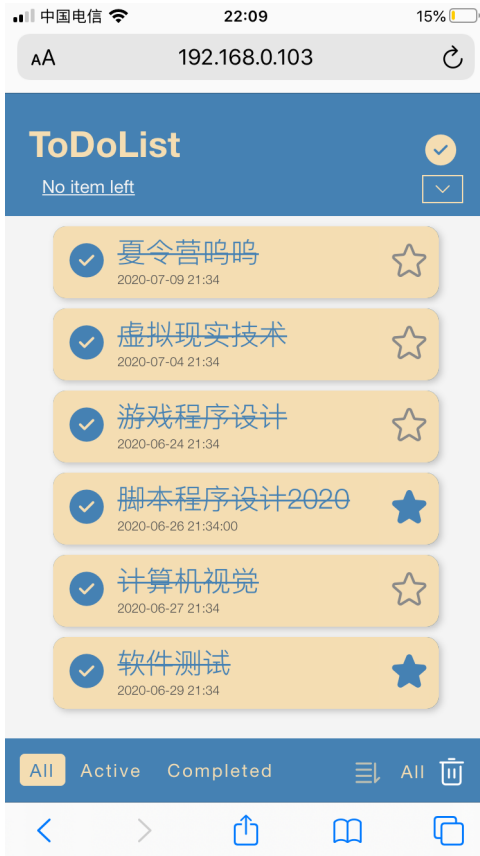 中国电信 22:09 15%
AA 192.168.0.103
ToDoList
No item left
夏令营呜呜
2020-07-09 21:34
虚拟现实技术
2020-07-04 21:34
游戏程序设计
2020-06-24 21:34
脚本程序设计2020
2020-06-26 21:34:00
计算机视觉
2020-06-27 21:34
软件测试
2020-06-29 21:34
All Active Completed All